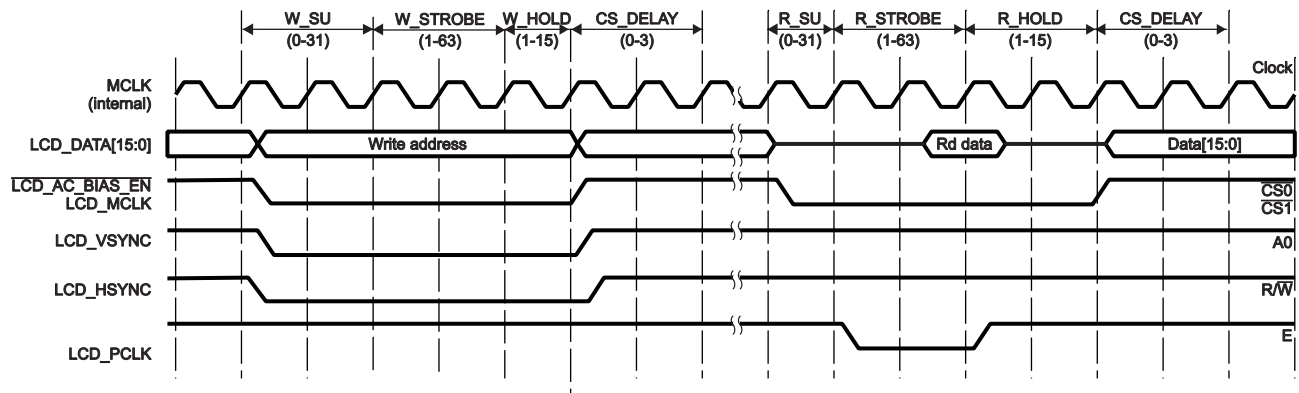 W_SU W_STROBE W_HOLD CS_DELAY R_SU R_STROBE R_HOLD CS_DELAY
(0-31) (1-63) (1-15) (0-3) (0-31) (1-63) (1-15) (0-3)
Clock
MCLK
(internal)
LCD_DATA[15:0] Write address Rd data Data[15:0]
LCD_AC_BIAS_EN CS0
LCD_MCLK CS1
LCD_VSYNC A0
LCD_HSYNC R/W
E
LCD_PCLK